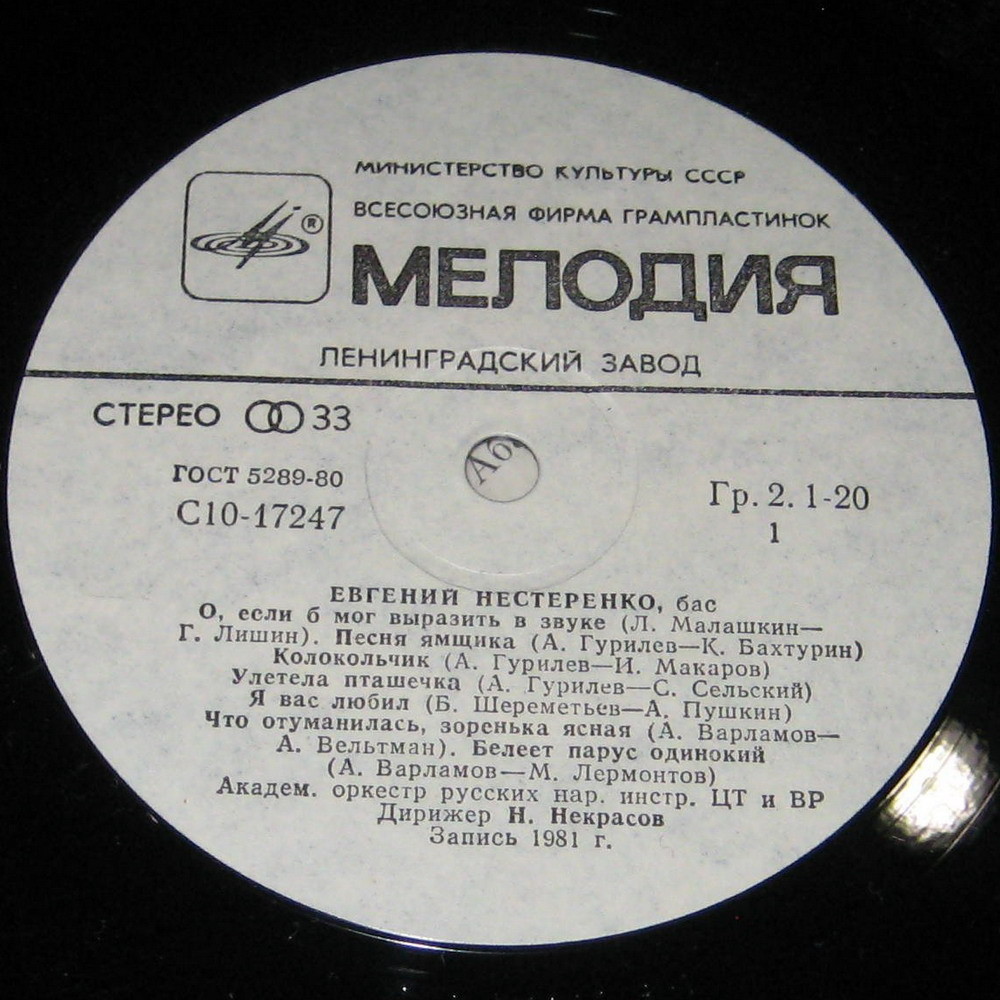 МИНИСТЕРСТВО КУЛЬТУРЫ СССР
ВСЕСОЮЗНАЯ ФИРМА ГРАМПЛАСТИНОК
®
МЕЛОДИЯ
ЛЕНИНГРАДСКИЙ ЗАВОД
СТЕРЕО 33
ГОСТ 5289-80
С10-17247
Гр. 2. 1-20
1
ЕВГЕНИЙ НЕСТЕРЕНКО, бас
О, если б мог выразить в звуке (Л. Малашкин—
Г. Лишин). Песня ямщика (А. Гурилев—К. Бахтурин)
Колокольчик (А. Гурилев—И. Макаров)
Улетела пташечка (А. Гурилев—С. Сельский)
Я вас любил (Б. Шереметьев—А. Пушкин)
Что отуманилась, зоренька ясная (А. Варламов—
А. Вельтман). Белеет парус одинокий
(А. Варламов—М. Лермонтов)
Академ. оркестр русских нар. инстр. ЦТ и ВР
Дирижер Н. Некрасов
Запись 1981 г.